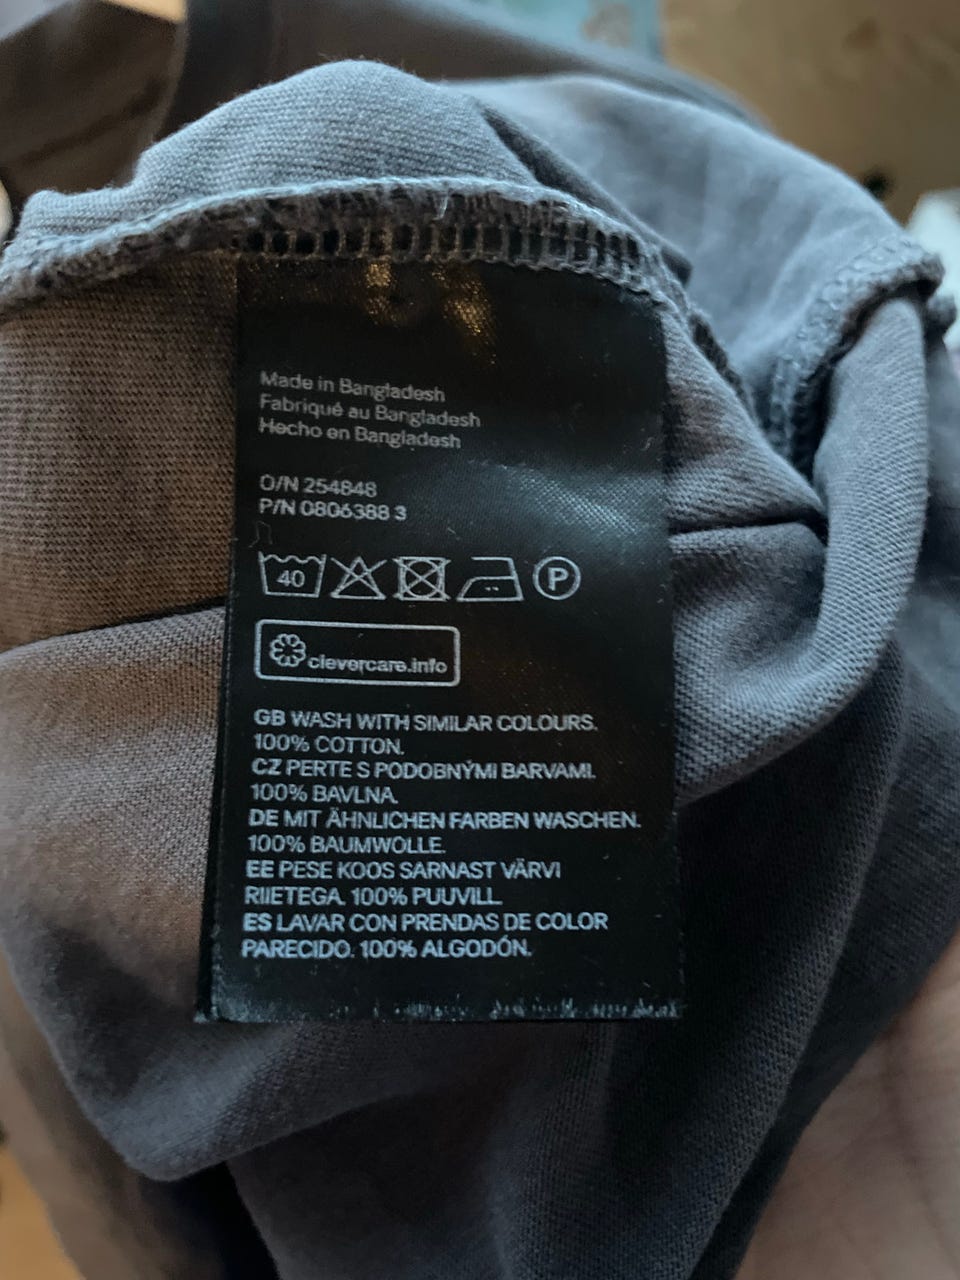 Made in Bangladesh
Fabriqué au Bangladesh
Hecho en Bangladesh
O/N 254848
P/N 0806388 3
40 P
clevercare.info
GB WASH WITH SIMILAR COLOURS.
100% COTTON.
CZ PERTE S PODOBNÝMI BARVAMI.
100% BAVLNA.
DE MIT ÄHNLICHEN FARBEN WASCHEN.
100% BAUMWOLLE.
EE PESE KOOS SARNAST VÄRVI
RIIETEGA. 100% PUUVILL.
ES LAVAR CON PRENDAS DE COLOR
PARECIDO. 100% ALGODÓN.